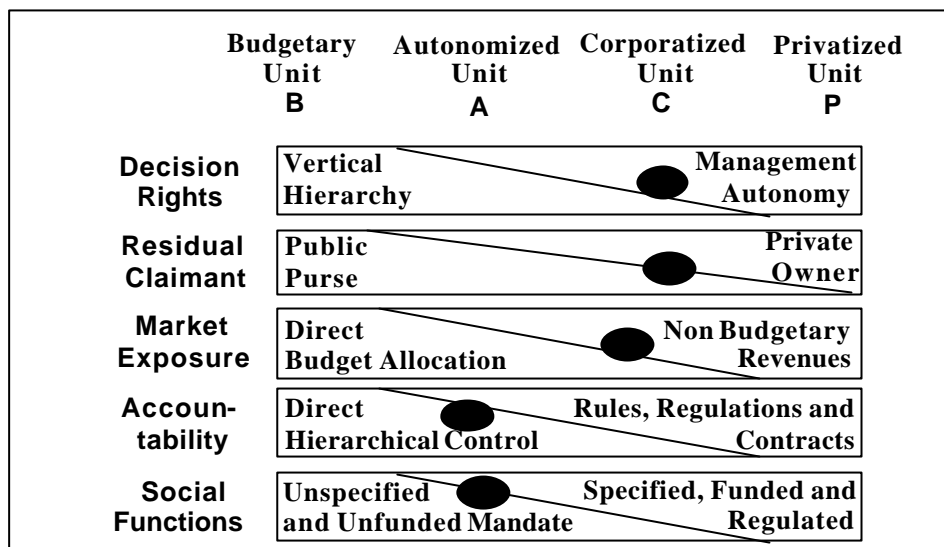 Budgetary Autonomized Corporatized Privatized
Unit Unit Unit Unit
B A C P
Decision
Rights
Vertical
Hierarchy
Management
Autonomy
Residual
Claimant
Public
Purse
Private
Owner
Market
Exposure
Direct
Budget Allocation
Non Budgetary
Revenues
Accoun-
tability
Direct
Hierarchical Control
Rules, Regulations and
Contracts
Social
Functions
Unspecified
and Unfunded Mandate
Specified, Funded and
Regulated